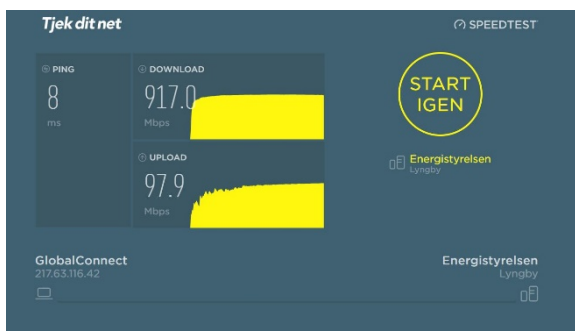 Tjek dit net
SPEEDTEST
PING
8
ms
DOWNLOAD
917.0
Mbps
UPLOAD
97.9
Mbps
START
IGEN
Energistyrelsen
Lyngby
GlobalConnect
217.63.116.42
Energistyrelsen
Lyngby